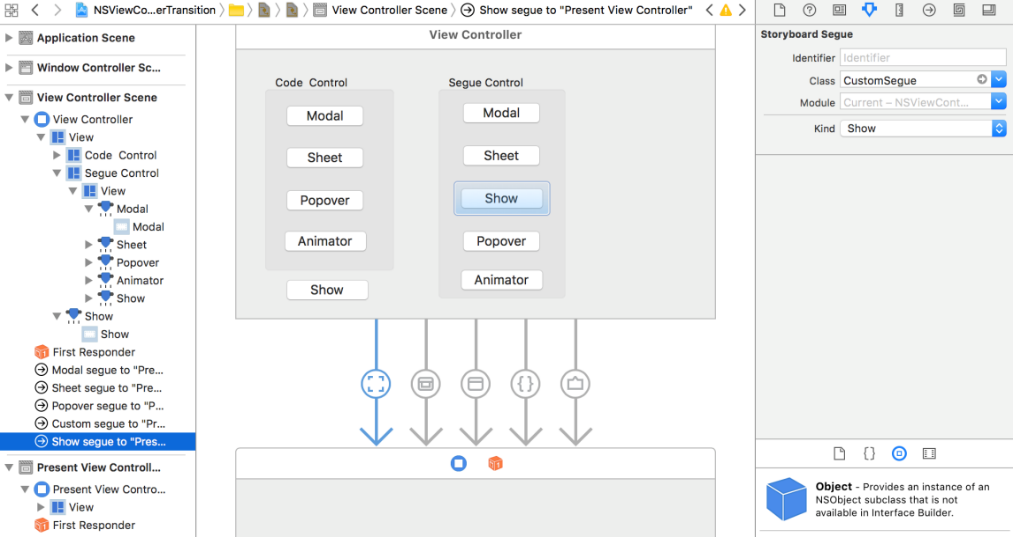 NSViewCo...erTransition
View Controller Scene
Show segue to "Present View Controller"
Application Scene
Window Controller Sc...
View Controller Scene
View Controller
View
Code Control
Segue Control
View
Modal
Modal
Sheet
Popover
Animator
Show
Show
Show
First Responder
Modal segue to "Pre...
Sheet segue to "Pre...
Popover segue to "P...
Custom segue to "Pr...
Show segue to "Pres...
Present View Controll...
Present View Contro...
View
First Responder
View Controller
Code Control
Modal
Sheet
Popover
Animator
Show
Segue Control
Modal
Sheet
Show
Popover
Animator
Storyboard Segue
Identifier Identifier
Class CustomSegue
Module Current – NSViewCont...
Kind Show
Object - Provides an instance of an
NSObject subclass that is not
available in Interface Builder.